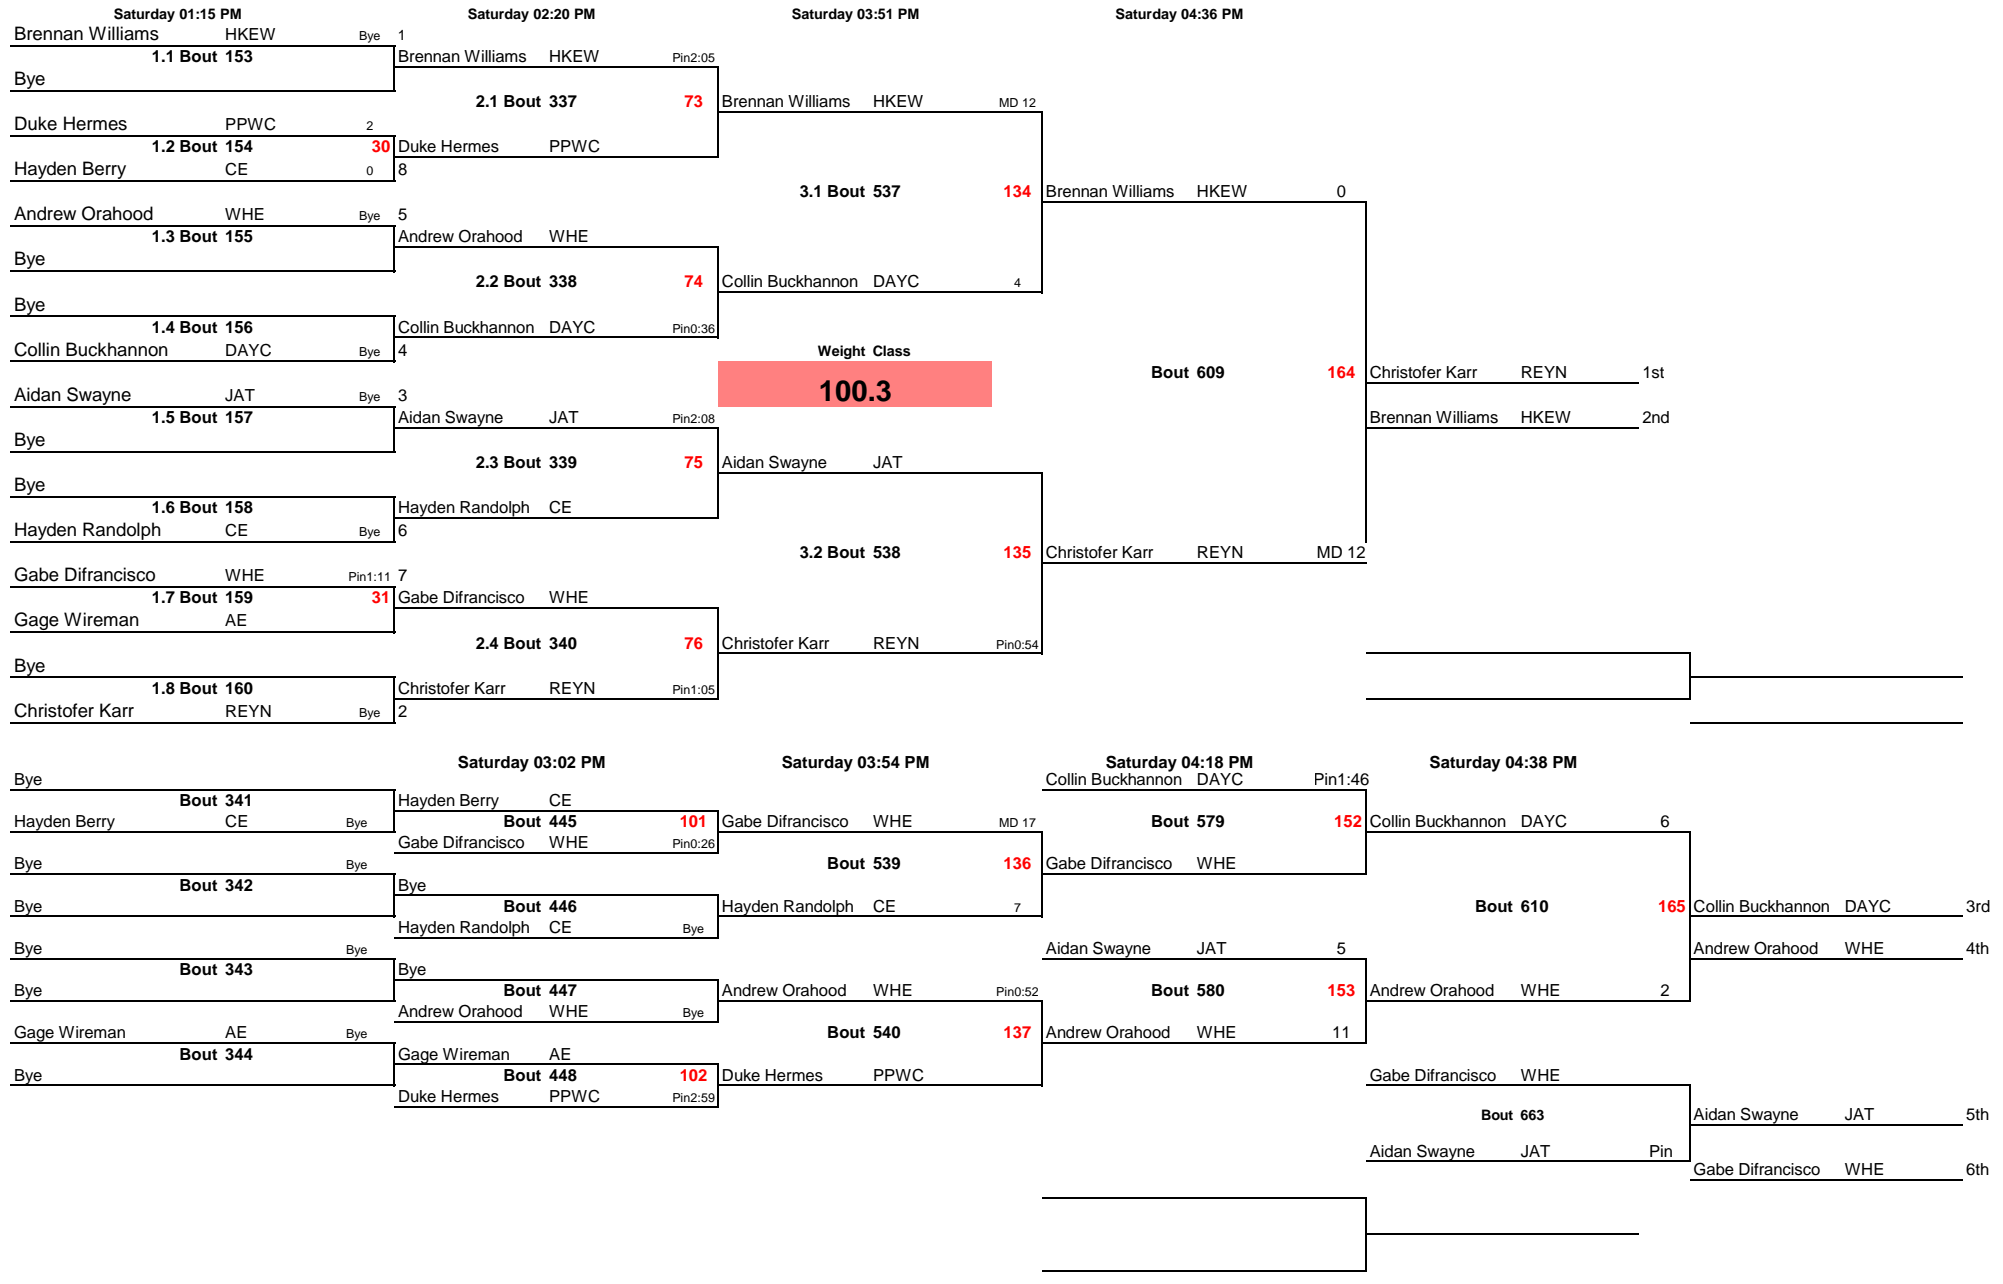 Saturday 01:15 PM Saturday 02:20 PM Saturday 03:51 PM Saturday 04:36 PM
Brennan Williams HKEW Bye 1
1.1 Bout 153 Brennan Williams HKEW Pin2:05
Bye
2.1 Bout 337 73 Brennan Williams HKEW MD 12
Duke Hermes PPWC 2
1.2 Bout 154 30 Duke Hermes PPWC
Hayden Berry CE 0 8
3.1 Bout 537 134 Brennan Williams HKEW 0
Andrew Orahood WHE Bye 5
1.3 Bout 155 Andrew Orahood WHE
Bye
2.2 Bout 338 74 Collin Buckhannon DAYC 4
Bye
1.4 Bout 156 Collin Buckhannon DAYC Pin0:36
Collin Buckhannon DAYC Bye 4 Weight Class
Bout 609 164 Christofer Karr REYN 1st
100.3
Aidan Swayne JAT Bye 3
1.5 Bout 157 Aidan Swayne JAT Pin2:08 Brennan Williams HKEW 2nd
Bye
2.3 Bout 339 75 Aidan Swayne JAT
Bye
1.6 Bout 158 Hayden Randolph CE
Hayden Randolph CE Bye 6
3.2 Bout 538 135 Christofer Karr REYN MD 12
Gabe Difrancisco WHE Pin1:11 7
1.7 Bout 159 31 Gabe Difrancisco WHE
Gage Wireman AE
2.4 Bout 340 76 Christofer Karr REYN Pin0:54
Bye
1.8 Bout 160 Christofer Karr REYN Pin1:05
Christofer Karr REYN Bye 2
Saturday 03:02 PM Saturday 03:54 PM Saturday 04:18 PM Saturday 04:38 PM
Bye Collin Buckhannon DAYC Pin1:46
Bout 341 Hayden Berry CE
Hayden Berry CE Bye Bout 445 101 Gabe Difrancisco WHE MD 17 Bout 579 152 Collin Buckhannon DAYC 6
Gabe Difrancisco WHE Pin0:26
Bye Bye Bout 539 136 Gabe Difrancisco WHE
Bout 342 Bye
Bye Bout 446 Hayden Randolph CE 7 Bout 610 165 Collin Buckhannon DAYC 3rd
Hayden Randolph CE Bye
Bye Bye Aidan Swayne JAT 5 Andrew Orahood WHE 4th
Bout 343 Bye
Bye Bout 447 Andrew Orahood WHE Pin0:52 Bout 580 153 Andrew Orahood WHE 2
Andrew Orahood WHE Bye
Gage Wireman AE Bye Bout 540 137 Andrew Orahood WHE 11
Bout 344 Gage Wireman AE
Bye Bout 448 102 Duke Hermes PPWC Gabe Difrancisco WHE
Duke Hermes PPWC Pin2:59
Bout 663 Aidan Swayne JAT 5th
Aidan Swayne JAT Pin
Gabe Difrancisco WHE 6th